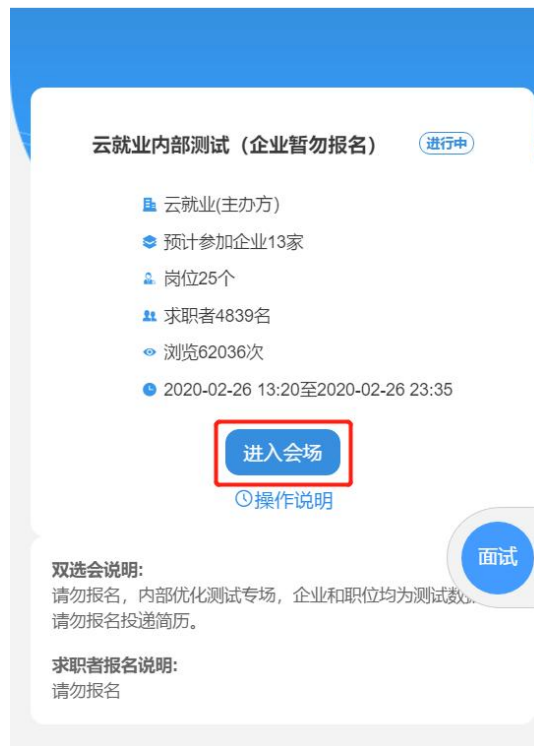 云就业内部测试（企业暂勿报名） 进行中
云就业(主办方)
预计参加企业13家
岗位25个
求职者4839名
浏览62036次
2020-02-26 13:20至2020-02-26 23:35
进入会场
操作说明
面试
双选会说明:
请勿报名，内部优化测试专场，企业和职位均为测试数
请勿报名投递简历。
求职者报名说明:
请勿报名